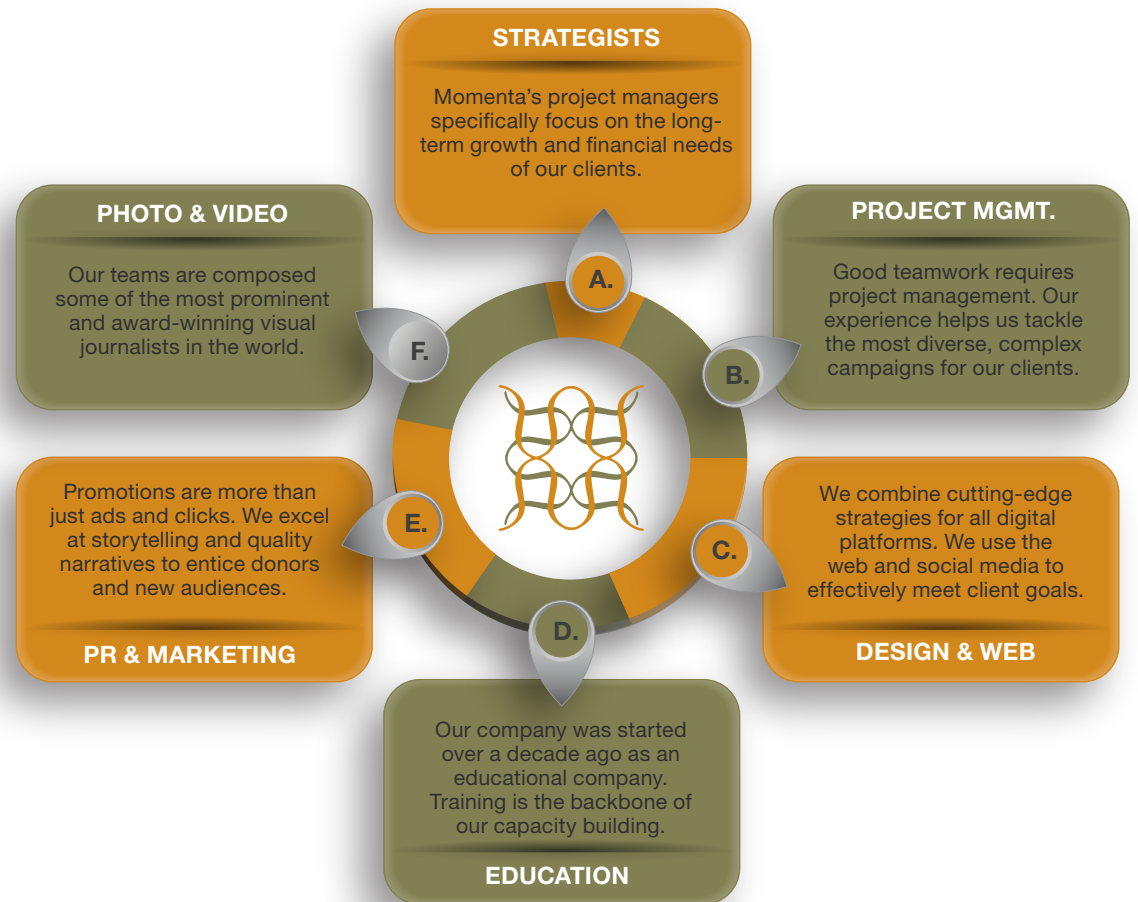 STRATEGISTS
Momenta’s project managers
specifically focus on the long-
term growth and financial needs
of our clients.
PHOTO & VIDEO
Our teams are composed
some of the most prominent
and award-winning visual
journalists in the world.
PROJECT MGMT.
Good teamwork requires
project management. Our
experience helps us tackle
the most diverse, complex
campaigns for our clients.
A.
B.
C.
D.
E.
F.
Promotions are more than
just ads and clicks. We excel
at storytelling and quality
narratives to entice donors
and new audiences.
PR & MARKETING
We combine cutting-edge
strategies for all digital
platforms. We use the
web and social media to
effectively meet client goals.
DESIGN & WEB
Our company was started
over a decade ago as an
educational company.
Training is the backbone of
our capacity building.
EDUCATION